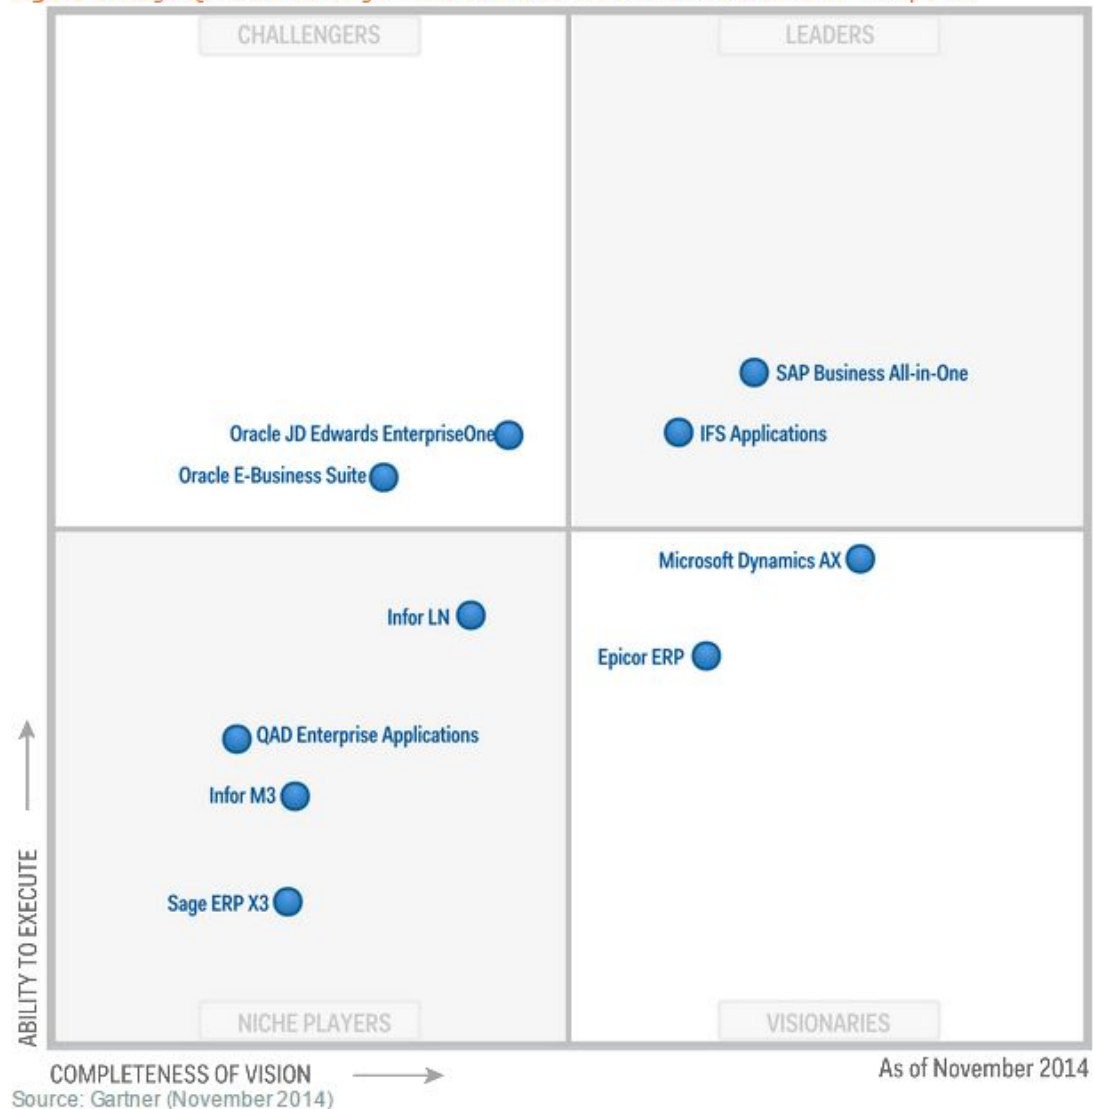 CHALLENGERS
LEADERS
SAP Business All-in-One
Oracle JD Edwards EnterpriseOne
IFS Applications
Oracle E-Business Suite
Microsoft Dynamics AX
Infor LN
Epicor ERP
QAD Enterprise Applications
Infor M3
Sage ERP X3
ABILITY TO EXECUTE
NICHE PLAYERS
VISIONARIES
COMPLETENESS OF VISION
As of November 2014
Source: Gartner (November 2014)